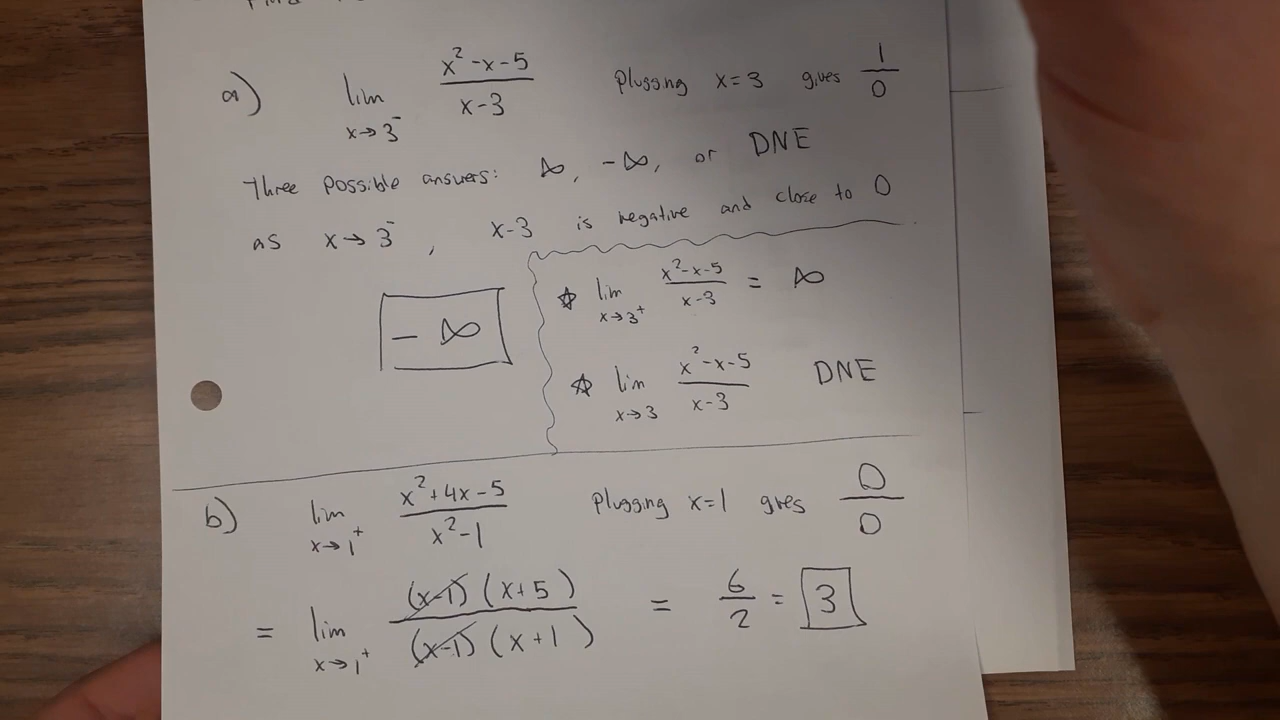 a) lim x→3⁻ (x²-x-5)/(x-3) Plugging x=3 gives 1/0
Three possible answers: ∞, -∞, or DNE
as x→3⁻, x-3 is negative and close to 0
- ∞
☆ lim x→3⁺ (x²-x-5)/(x-3) = ∞
☆ lim x→3 (x²-x-5)/(x-3) DNE
b) lim x→1⁺ (x²+4x-5)/(x²-1) Plugging x=1 gives 0/0
= lim x→1⁺ (x-1)(x+5)/(x-1)(x+1) = 6/2 = 3